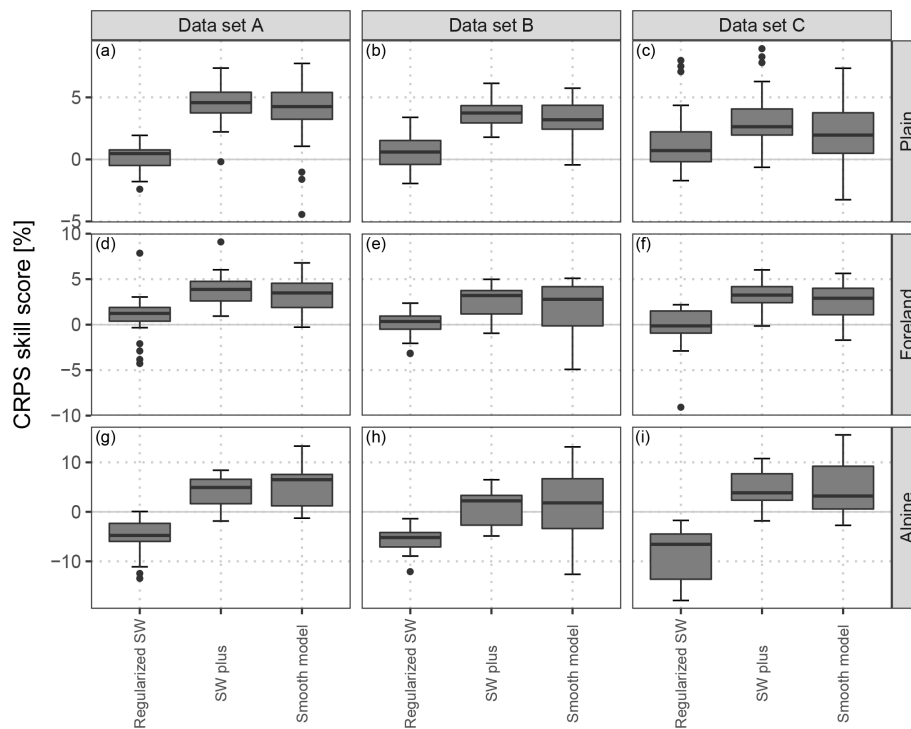 Data set A
Data set B
Data set C
(a)
(b)
(c)
Plain
5
0
−5
(d)
(e)
(f)
Foreland
10
5
0
−5
−10
(g)
(h)
(i)
Alpine
10
0
−10
CRPS skill score [%]
Regularized SW
SW plus
Smooth model
Regularized SW
SW plus
Smooth model
Regularized SW
SW plus
Smooth model